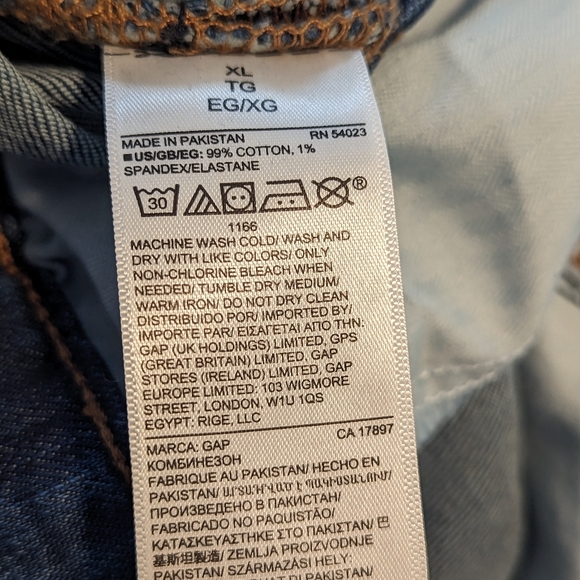 XL
TG
EG/XG
MADE IN PAKISTAN RN 54023
US/GB/EG: 99% COTTON, 1%
SPANDEX/ELASTANE
30 ®
1166
MACHINE WASH COLD/ WASH AND
DRY WITH LIKE COLORS/ ONLY
NON-CHLORINE BLEACH WHEN
NEEDED/ TUMBLE DRY MEDIUM/
WARM IRON/ DO NOT DRY CLEAN
DISTRIBUIDO POR/ IMPORTED BY/
IMPORTE PAR/ ΕΙΣΑΓΕΤΑΙ ΑΠΟ ΤΗΝ:
GAP (UK HOLDINGS) LIMITED, GPS
(GREAT BRITAIN) LIMITED. GAP
STORES (IRELAND) LIMITED. GAP
EUROPE LIMITED: 103 WIGMORE
STREET, LONDON, W1U 1QS
EGYPT: RIGE, LLC
MARCA: GAP CA 17897
КОМБИНЕЗОН
FABRIQUÉ AU PAKISTAN/ HECHO EN
PAKISTAN/ ԱՐՏԱԴՐՎԱԾ Է ՊԱԿԻՍՏԱՆՈՒՄ/
ПРОИЗВЕДЕНО В ПАКИСТАН/
FABRICADO NO PAQUISTÃO/
ΚΑΤΑΣΚΕΥΑΣΤΗΚΕ ΣΤΟ ΠΑΚΙΣΤΑΝ/ 巴
基斯坦製造/ ZEMLJA PROIZVODNJE
PAKISTAN/ SZÁRMAZÁSI HELY:
PAKISTAN/